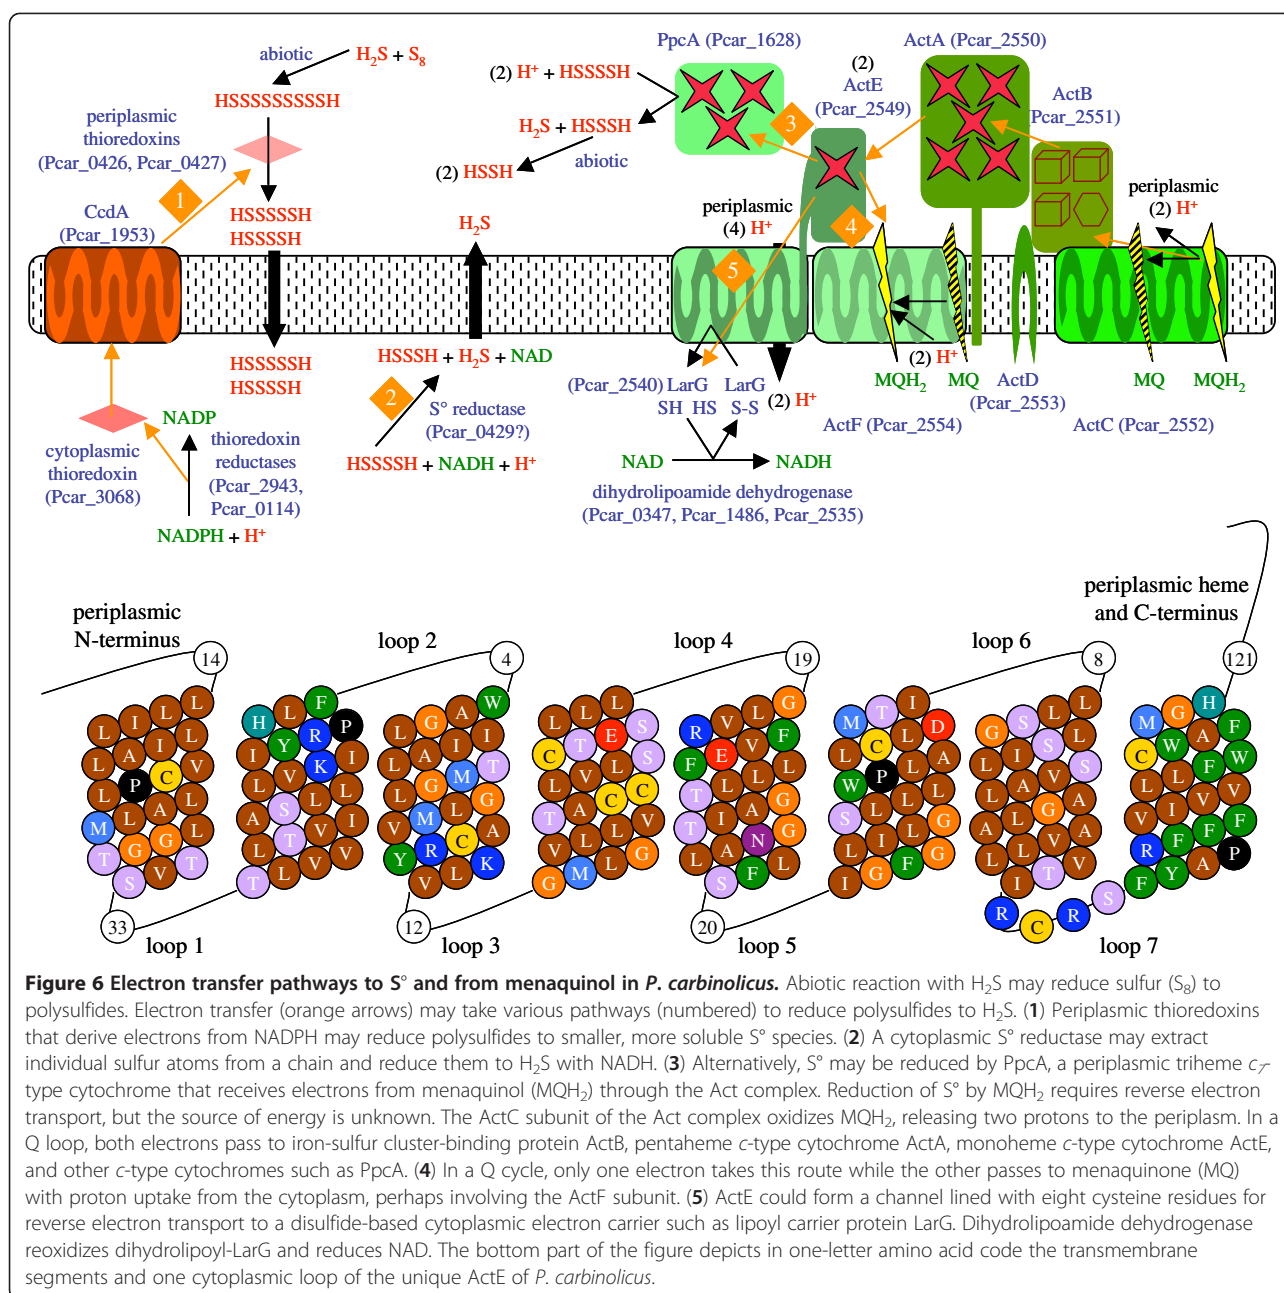 PpcA (Pcar_1628)
ActA (Pcar_2550)
abiotic
H₂S + S₈
(2) H⁺ + HSSSSH
(2)
ActE
(Pcar_2549)
ActB
(Pcar_2551)
HSSSSSSSSSH
periplasmic
thioredoxins
(Pcar_0426, Pcar_0427)
H₂S + HSSSH
abiotic
(2) HSSH
3
1
CcdA
(Pcar_1953)
HSSSSSH
HSSSSH
H₂S
periplasmic
(4) H⁺
4
periplasmic
(2) H⁺
5
HSSSSSH
HSSSSH
HSSSH + H₂S + NAD
2
S° reductase
(Pcar_0429?)
HSSSSH + NADH + H⁺
(2) H⁺
MQH₂
MQ
ActD
(Pcar_2553)
MQ
MQH₂
(Pcar_2540) LarG
SH HS
LarG
S-S
(2) H⁺
ActF (Pcar_2554)
ActC (Pcar_2552)
NADP
cytoplasmic
thioredoxin
(Pcar_3068)
thioredoxin
reductases
(Pcar_2943,
Pcar_0114)
NADPH + H⁺
NAD
NADH
dihydrolipoamide dehydrogenase
(Pcar_0347, Pcar_1486, Pcar_2535)
periplasmic
N-terminus
loop 2
loop 4
loop 6
periplasmic heme
and C-terminus
14
4
19
8
121
L I L L
L A I L
L P C V
M L A L
T G G T
S V
H L F P
I Y R I
L V K L
A S L I
L T V V
T L V
L G A W
L A I I
L G M T
V M L G
Y R C A
V L K
L L L S
C T E S
L V L C
T A C V
V L L G
G M L
R V L G
F E V F
T L L L
T I A G
L A N G
S F L
M T I D
L C L A
W P L L
S L L G
L I L G
I G F
G S L L
L I S S
L A V A
A L G A
L L V V
I T
R C R S
M G H F
C W A W
L L F V
V I V F
R F F P
F Y A
33
12
20
loop 1
loop 3
loop 5
loop 7
Figure 6 Electron transfer pathways to S° and from menaquinol in P. carbinolicus. Abiotic reaction with H₂S may reduce sulfur (S₈) to
polysulfides. Electron transfer (orange arrows) may take various pathways (numbered) to reduce polysulfides to H₂S. (1) Periplasmic thioredoxins
that derive electrons from NADPH may reduce polysulfides to smaller, more soluble S° species. (2) A cytoplasmic S° reductase may extract
individual sulfur atoms from a chain and reduce them to H₂S with NADH. (3) Alternatively, S° may be reduced by PpcA, a periplasmic triheme c₇-
type cytochrome that receives electrons from menaquinol (MQH₂) through the Act complex. Reduction of S° by MQH₂ requires reverse electron
transport, but the source of energy is unknown. The ActC subunit of the Act complex oxidizes MQH₂, releasing two protons to the periplasm. In a
Q loop, both electrons pass to iron-sulfur cluster-binding protein ActB, pentaheme c-type cytochrome ActA, monoheme c-type cytochrome ActE,
and other c-type cytochromes such as PpcA. (4) In a Q cycle, only one electron takes this route while the other passes to menaquinone (MQ)
with proton uptake from the cytoplasm, perhaps involving the ActF subunit. (5) ActE could form a channel lined with eight cysteine residues for
reverse electron transport to a disulfide-based cytoplasmic electron carrier such as lipoyl carrier protein LarG. Dihydrolipoamide dehydrogenase
reoxidizes dihydrolipoyl-LarG and reduces NAD. The bottom part of the figure depicts in one-letter amino acid code the transmembrane
segments and one cytoplasmic loop of the unique ActE of P. carbinolicus.